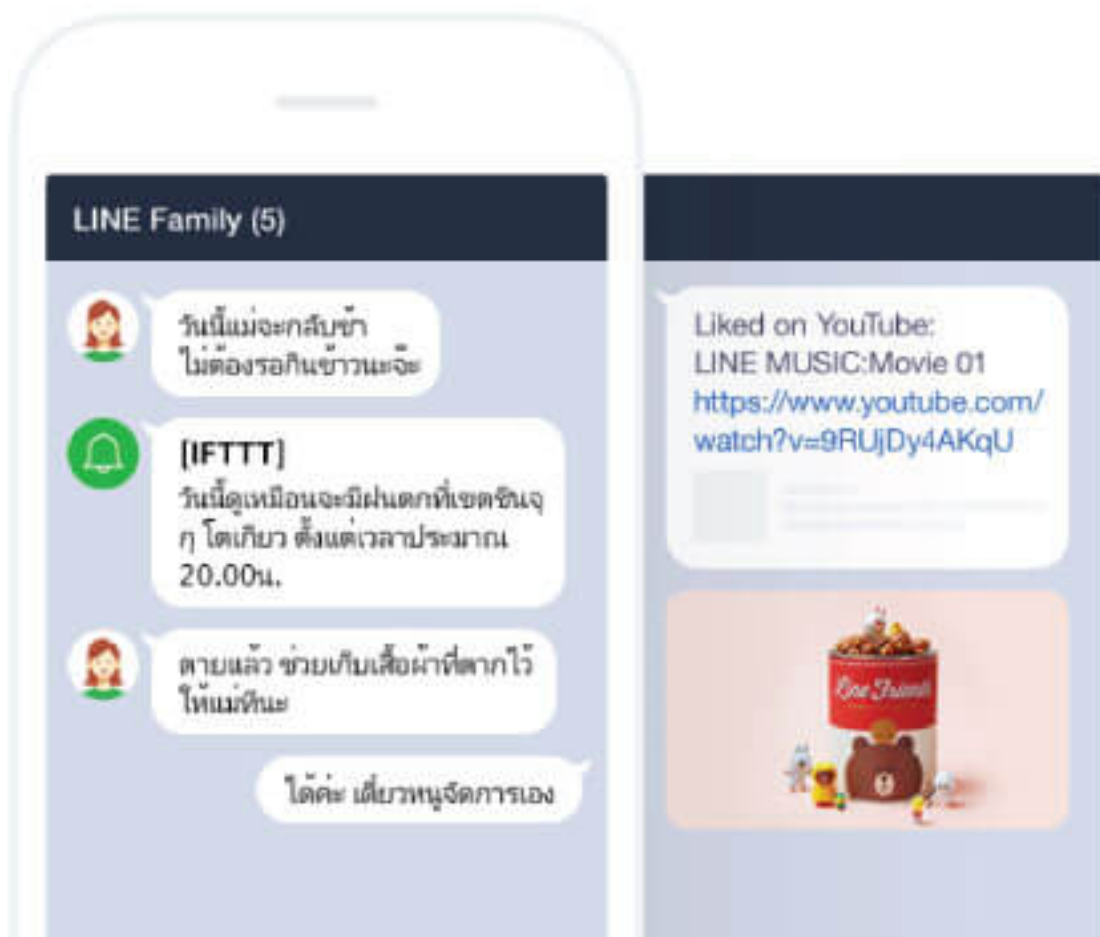 LINE Family (5)
วันนี้แม่จะกลับช้า
ไม่ต้องรอกินข้าวนะจ๊ะ
[IFTTT]
วันนี้ดูเหมือนจะมีฝนตกที่เขตชินจุ
กุ โตเกียว ตั้งแต่เวลาประมาณ
20.00น.
ตายแล้ว ช่วยเก็บเสื้อผ้าที่ตากไว้
ให้แม่ทีนะ
ได้ค่ะ เดี๋ยวหนูจัดการเอง
Liked on YouTube:
LINE MUSIC:Movie 01
https://www.youtube.com/
watch?v=9RUjDy4AKqU
Line Friends